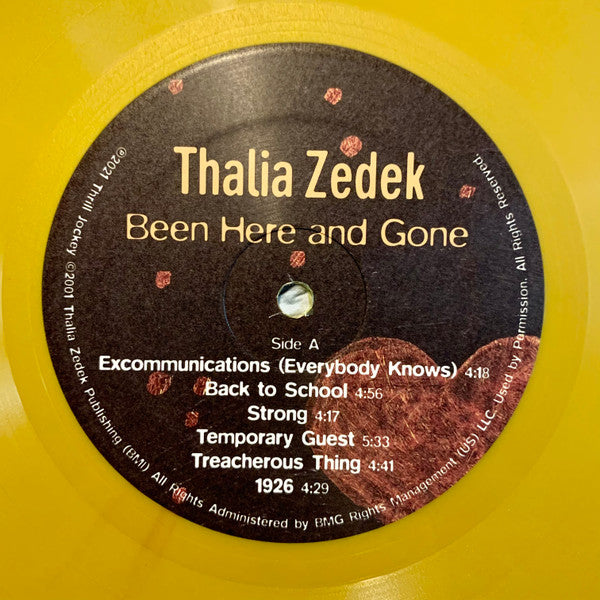 Thalia Zedek
Been Here and Gone
Side A
Excommunications (Everybody Knows) 4:18
Back to School 4:56
Strong 4:17
Temporary Guest 5:33
Treacherous Thing 4:41
1926 4:29
℗2021 Thrill Jockey ©2001 Thalia Zedek Publishing (BMI) All Rights Administered by BMG Rights Management (US) LLC. Used by Permission. All Rights Reserved